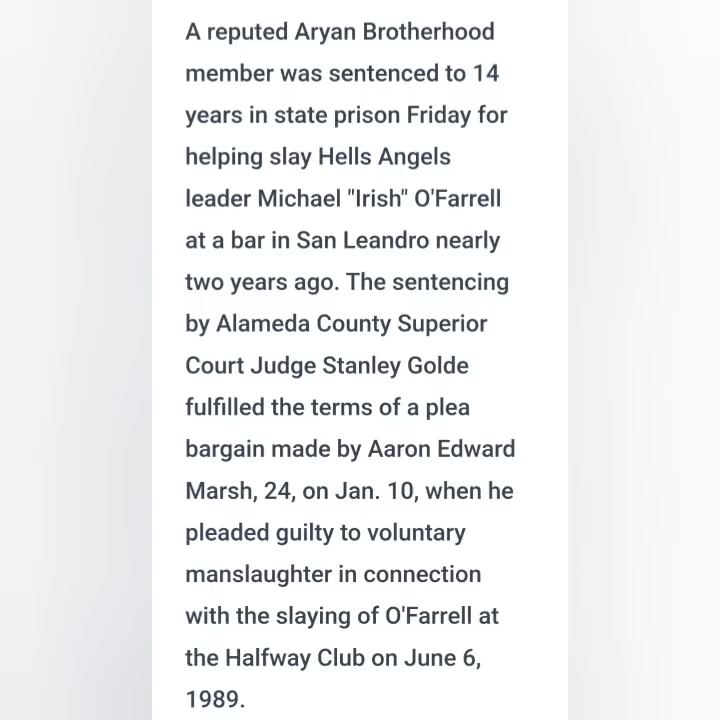 A reputed Aryan Brotherhood
member was sentenced to 14
years in state prison Friday for
helping slay Hells Angels
leader Michael "Irish" O'Farrell
at a bar in San Leandro nearly
two years ago. The sentencing
by Alameda County Superior
Court Judge Stanley Golde
fulfilled the terms of a plea
bargain made by Aaron Edward
Marsh, 24, on Jan. 10, when he
pleaded guilty to voluntary
manslaughter in connection
with the slaying of O'Farrell at
the Halfway Club on June 6,
1989.